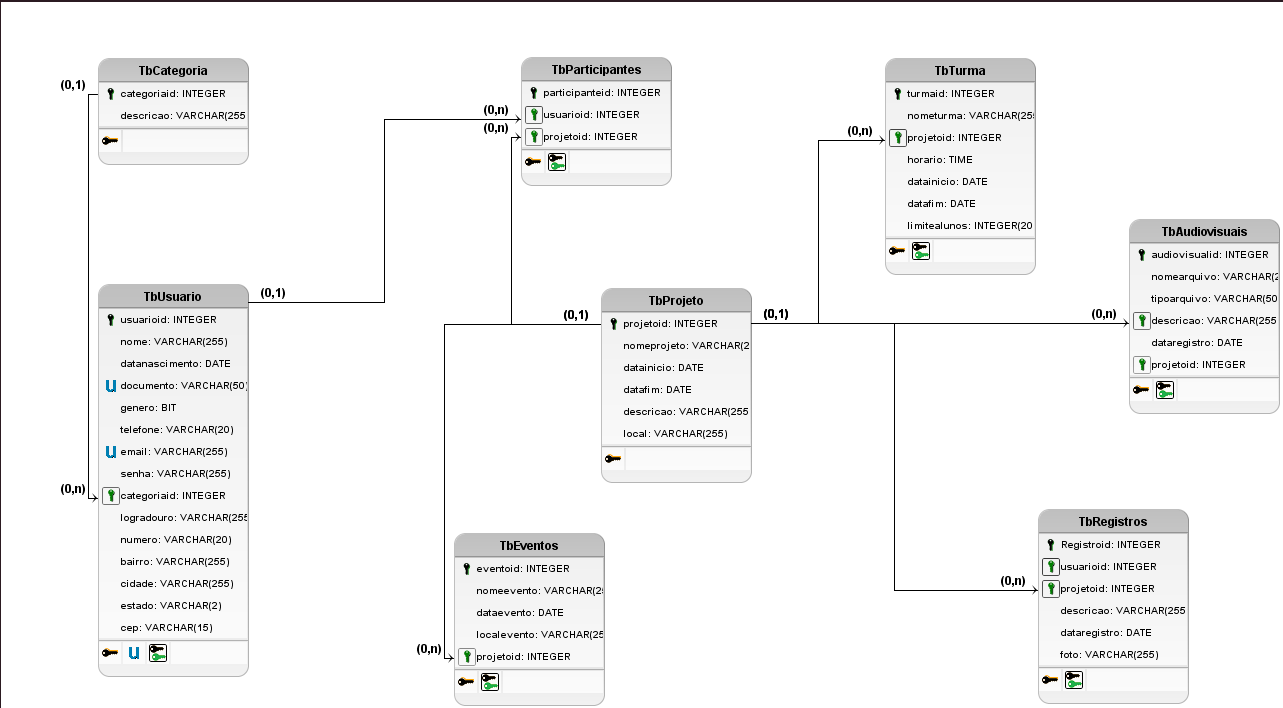 TbCategoria
(0,1)
categoriaid: INTEGER
descricao: VARCHAR(255
TbParticipantes
participanteid: INTEGER
(0,n)
usuarioid: INTEGER
(0,n)
projetoid: INTEGER
TbTurma
turmaid: INTEGER
nometurma: VARCHAR(25
(0,n)
projetoid: INTEGER
horario: TIME
datainicio: DATE
datafim: DATE
limitealunos: INTEGER(20
TbAudiovisuais
audiovisualid: INTEGER
nomearquivo: VARCHAR(2
tipoarquivo: VARCHAR(50
(0,n)
descricao: VARCHAR(255
dataregistro: DATE
projetoid: INTEGER
TbUsuario
(0,1)
usuarioid: INTEGER
nome: VARCHAR(255)
datanascimento: DATE
U documento: VARCHAR(50)
genero: BIT
telefone: VARCHAR(20)
U email: VARCHAR(255)
senha: VARCHAR(255)
(0,n)
categoriaid: INTEGER
logradouro: VARCHAR(255
numero: VARCHAR(20)
bairro: VARCHAR(255)
cidade: VARCHAR(255)
estado: VARCHAR(2)
cep: VARCHAR(15)
U
TbProjeto
(0,1)
(0,1)
projetoid: INTEGER
nomeprojeto: VARCHAR(2
datainicio: DATE
datafim: DATE
descricao: VARCHAR(255
local: VARCHAR(255)
TbEventos
eventoid: INTEGER
nomeevento: VARCHAR(2
dataevento: DATE
localevento: VARCHAR(25
(0,n)
projetoid: INTEGER
TbRegistros
Registroid: INTEGER
usuarioid: INTEGER
(0,n)
projetoid: INTEGER
descricao: VARCHAR(255
dataregistro: DATE
foto: VARCHAR(255)